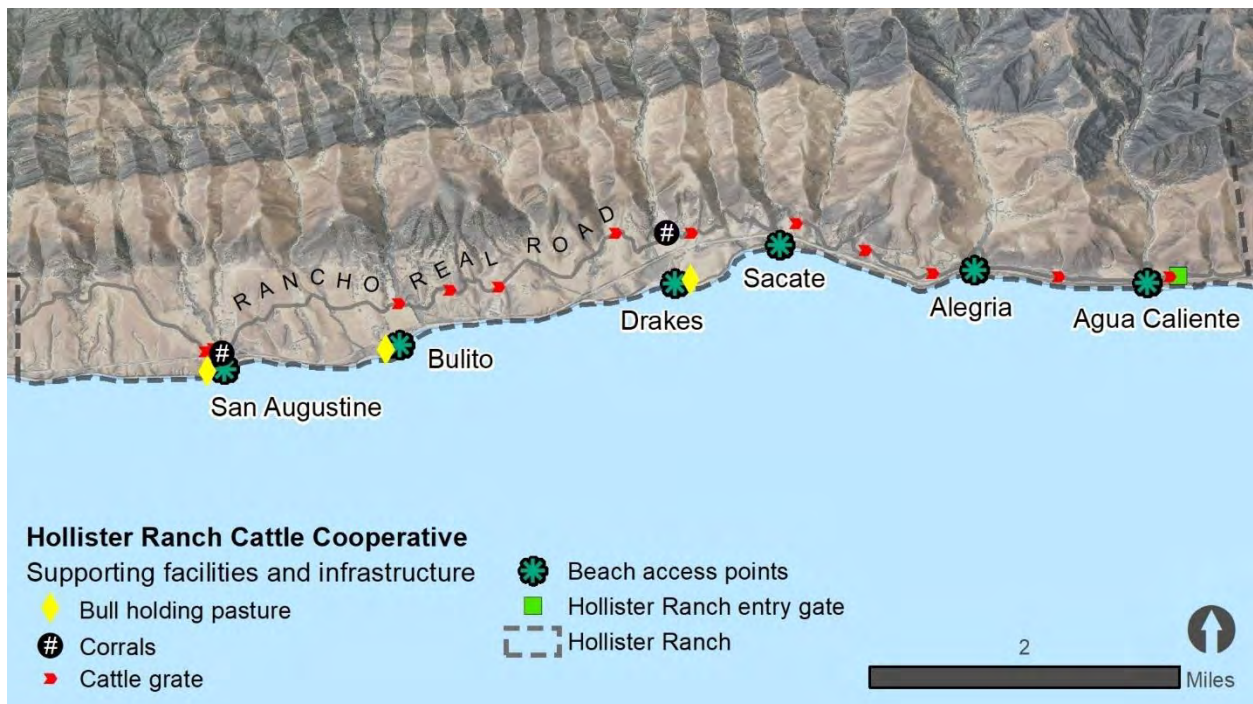 RANCHO REAL ROAD
Sacate
Drakes
Alegria
Agua Caliente
Bulito
San Augustine
Hollister Ranch Cattle Cooperative
Supporting facilities and infrastructure
Bull holding pasture
# Corrals
Cattle grate
Beach access points
Hollister Ranch entry gate
Hollister Ranch
2
Miles
#
#